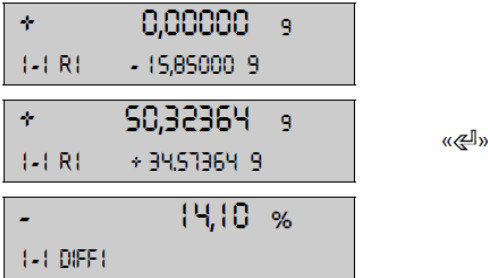 + 0,00000 g
1-1 R1 - 15,85000 g
+ 50,32364 g
1-1 R1 + 34.57364 g
«⏎»
- 14,10 %
1-1 DIFF1